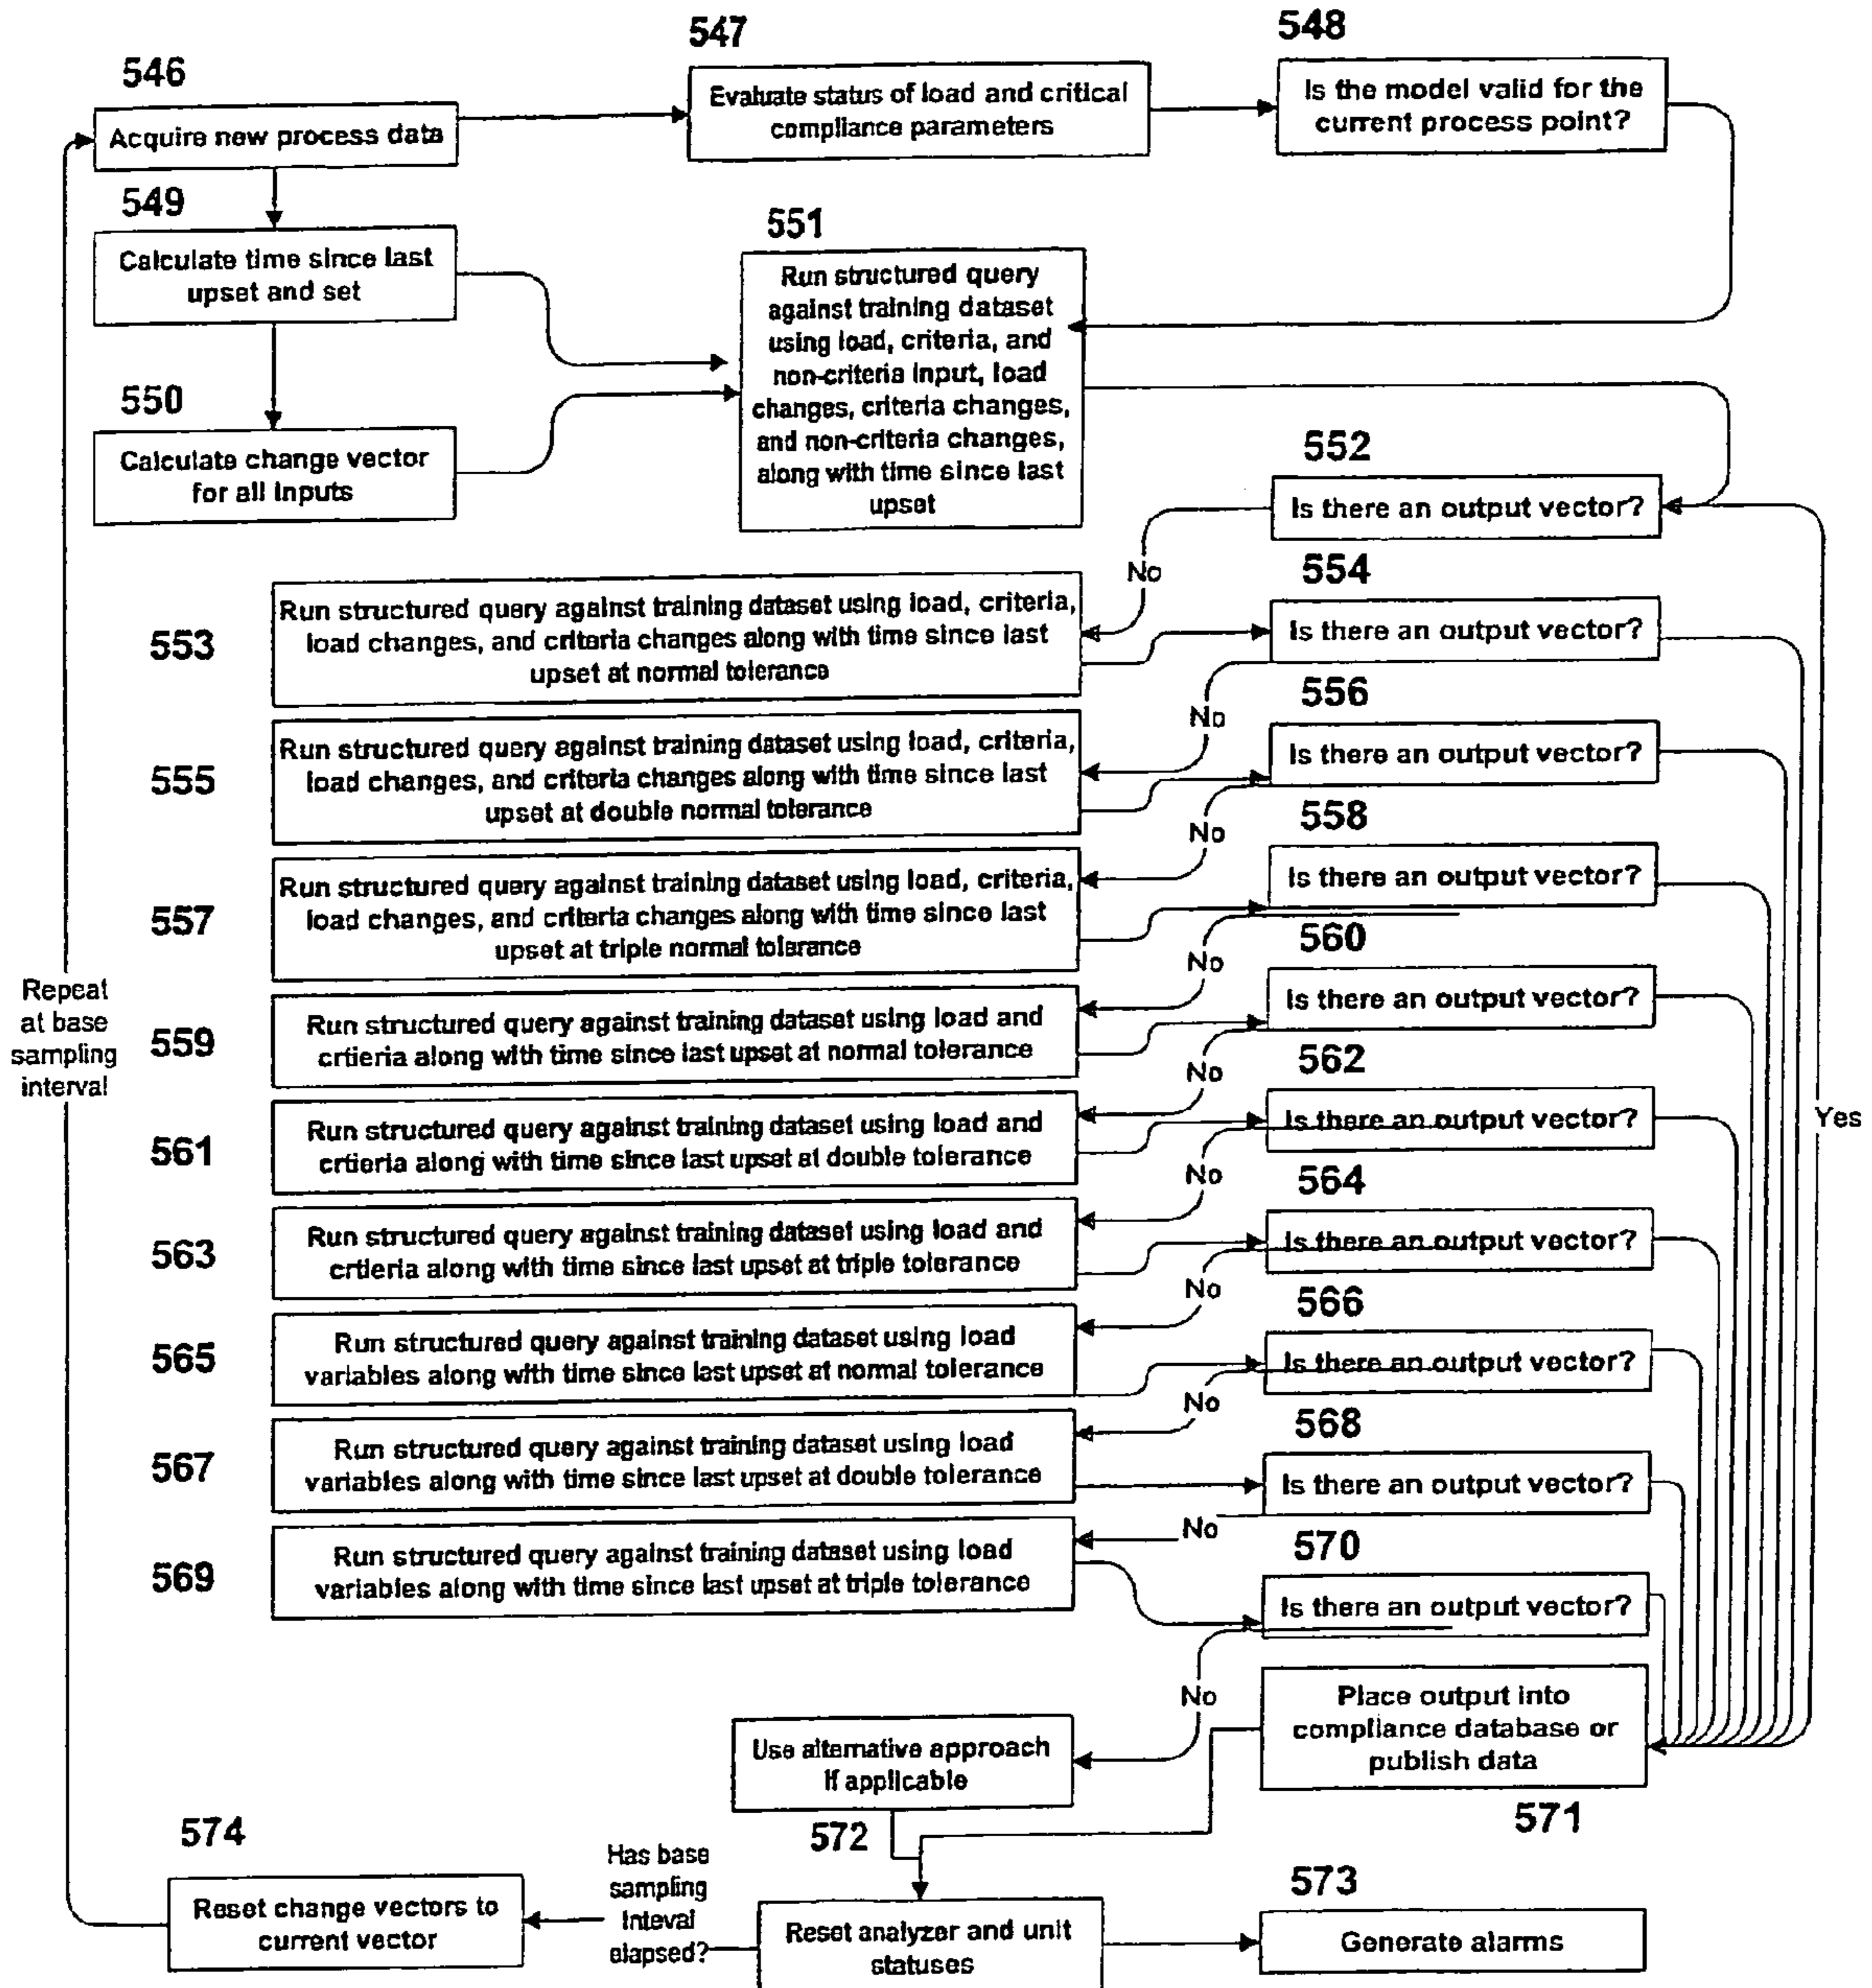 546
Acquire new process data
547
Evaluate status of load and critical
compliance parameters
548
Is the model valid for the
current process point?
549
Calculate time since last
upset and set
550
Calculate change vector
for all inputs
551
Run structured query
against training dataset
using load, criteria, and
non-criteria input, load
changes, criteria changes,
and non-criteria changes,
along with time since last
upset
552
Is there an output vector?
No
553
Run structured query against training dataset using load, criteria,
load changes, and criteria changes along with time since last
upset at normal tolerance
554
Is there an output vector?
No
555
Run structured query against training dataset using load, criteria,
load changes, and criteria changes along with time since last
upset at double normal tolerance
556
Is there an output vector?
No
557
Run structured query against training dataset using load, criteria,
load changes, and criteria changes along with time since last
upset at triple normal tolerance
558
Is there an output vector?
No
559
Run structured query against training dataset using load and
crtieria along with time since last upset at normal tolerance
560
Is there an output vector?
No
561
Run structured query against training dataset using load and
crtieria along with time since last upset at double tolerance
562
Is there an output vector?
No
563
Run structured query against training dataset using load and
crtieria along with time since last upset at triple tolerance
564
Is there an output vector?
No
565
Run structured query against training dataset using load
variables along with time since last upset at normal tolerance
566
Is there an output vector?
No
567
Run structured query against training dataset using load
variables along with time since last upset at double tolerance
568
Is there an output vector?
No
569
Run structured query against training dataset using load
variables along with time since last upset at triple tolerance
570
Is there an output vector?
No
Yes
Repeat
at base
sampling
interval
Place output into
compliance database or
publish data
571
Use alternative approach
if applicable
572
573
Generate alarms
Reset analyzer and unit
statuses
Has base
sampling
inteval
elapsed?
574
Reset change vectors to
current vector